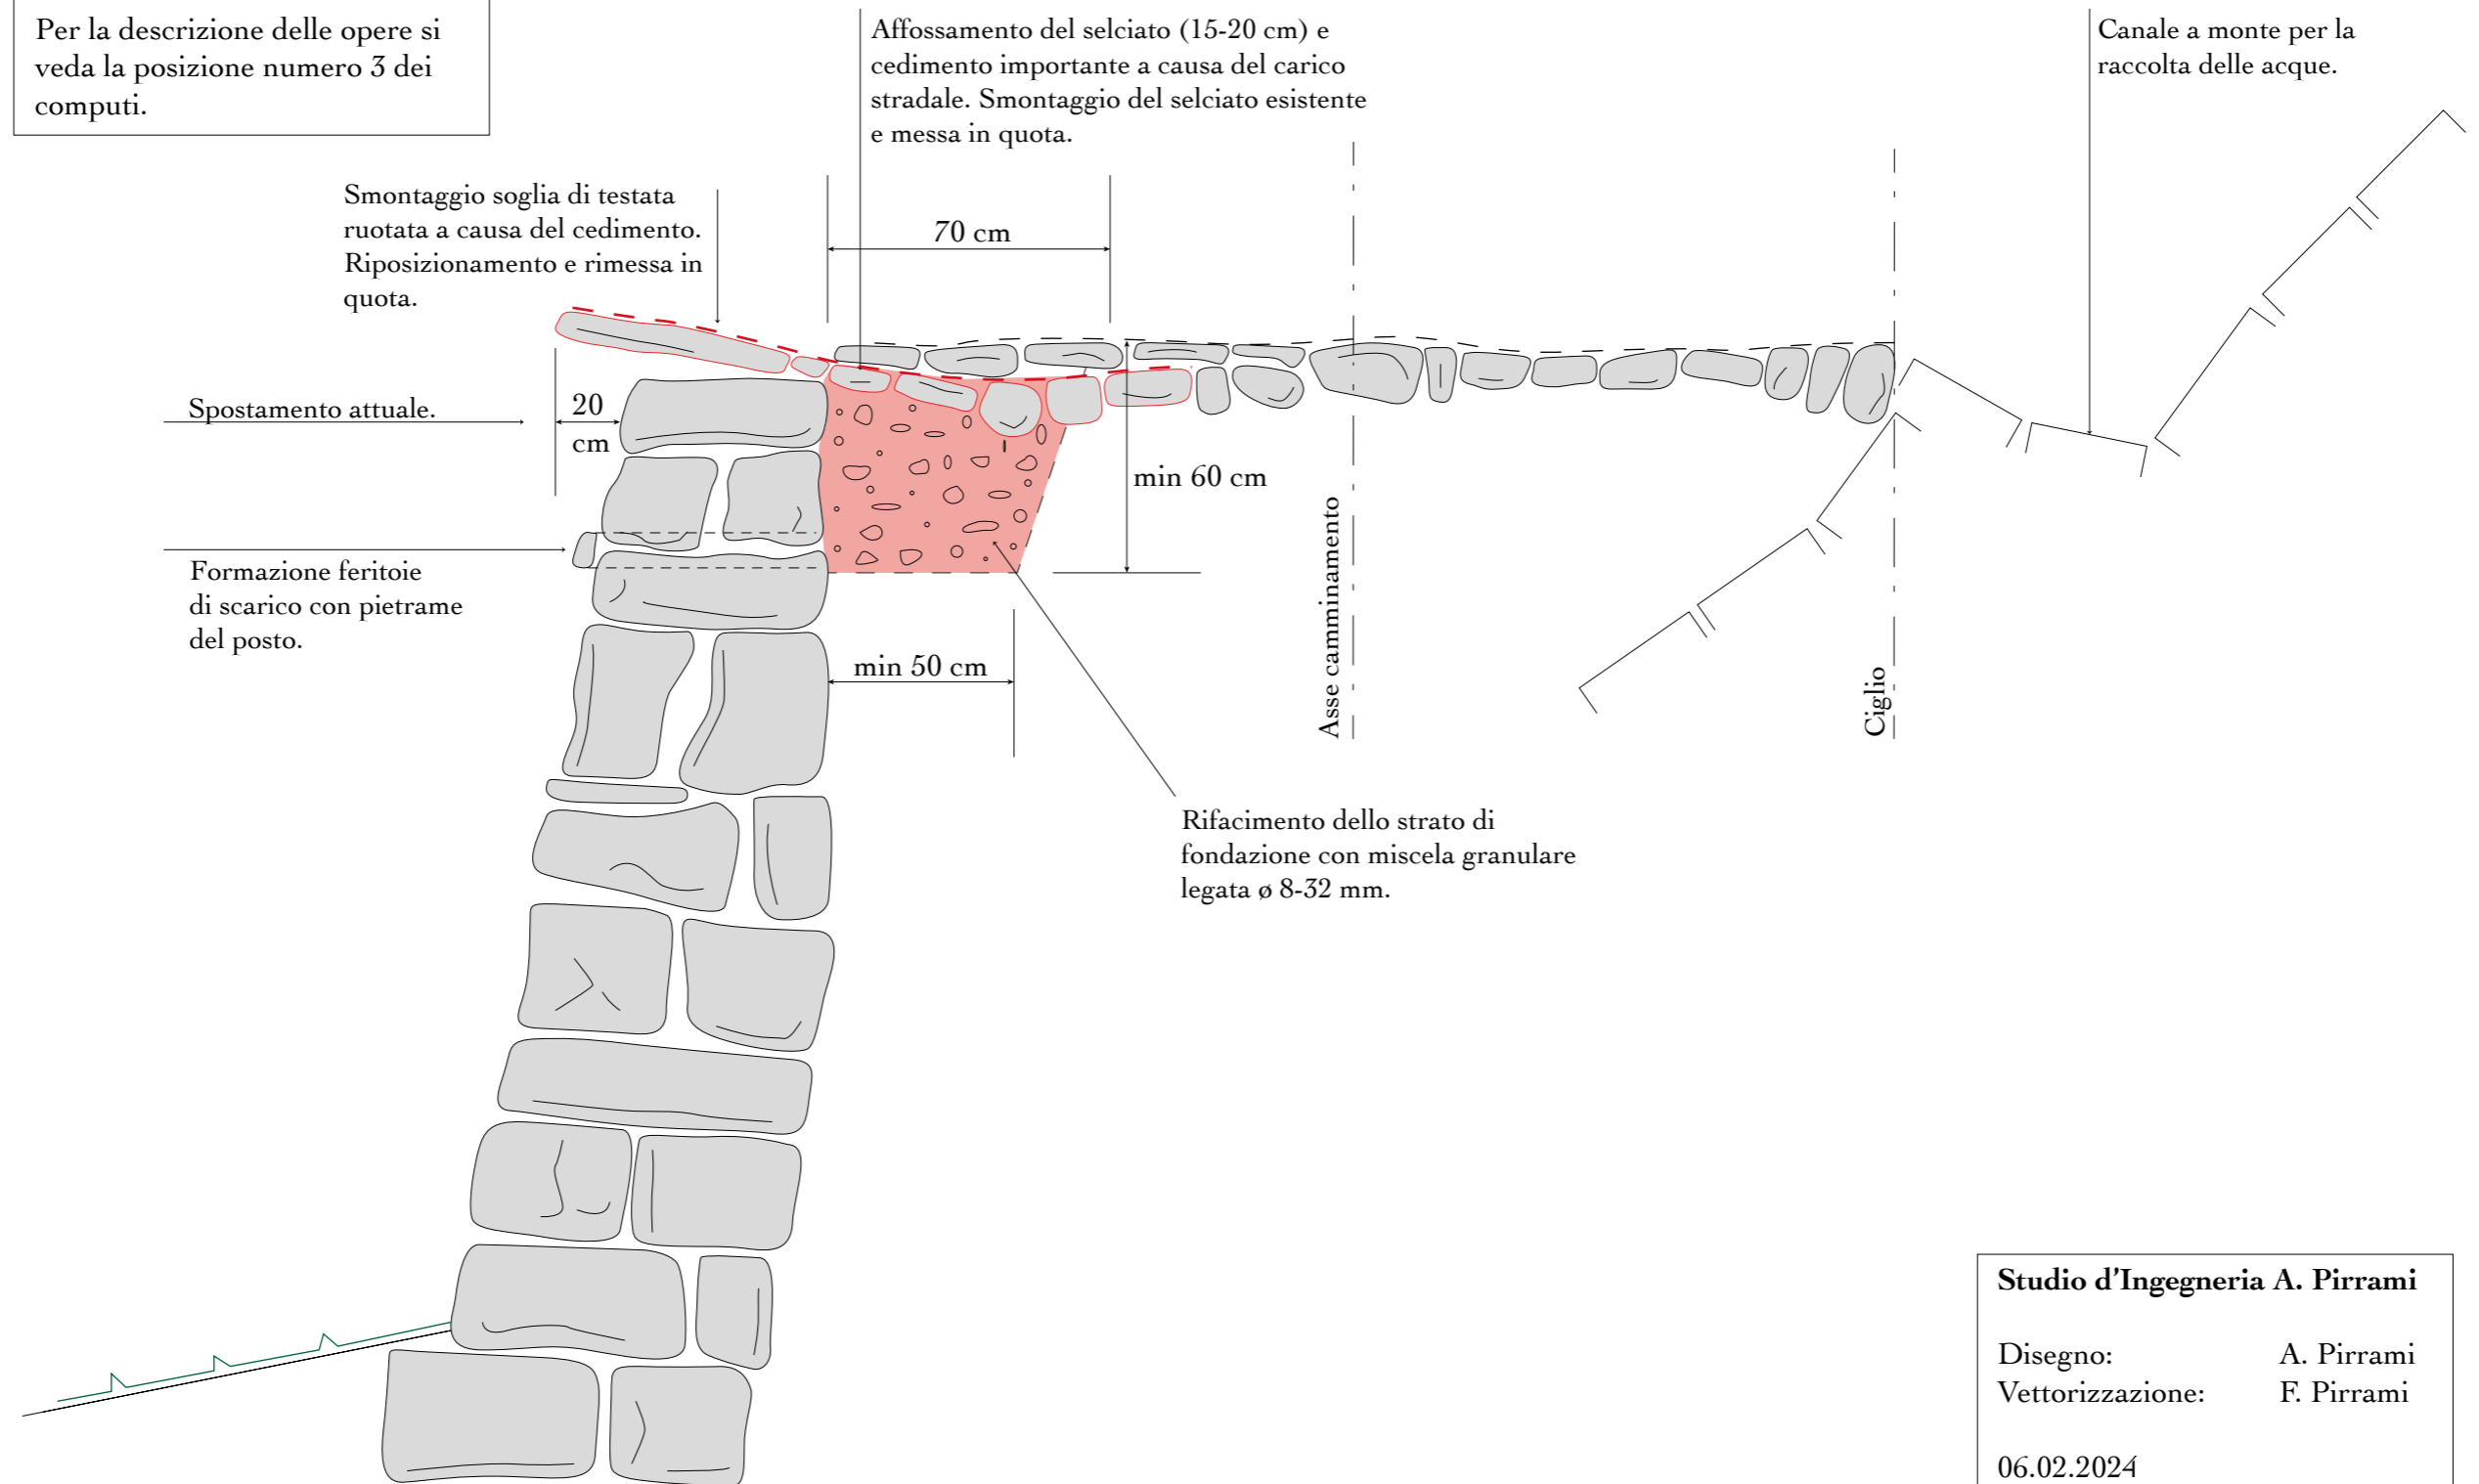 Per la descrizione delle opere si
veda la posizione numero 3 dei
computi.
Affossamento del selciato (15-20 cm) e
cedimento importante a causa del carico
stradale. Smontaggio del selciato esistente
e messa in quota.
Canale a monte per la
raccolta delle acque.
Smontaggio soglia di testata
ruotata a causa del cedimento.
Riposizionamento e rimessa in
quota.
70 cm
Spostamento attuale.
20
cm
min 60 cm
Formazione feritoie
di scarico con pietrame
del posto.
min 50 cm
Asse camminamento
Ciglio
Rifacimento dello strato di
fondazione con miscela granulare
legata ø 8-32 mm.
Studio d'Ingegneria A. Pirrami
Disegno: A. Pirrami
Vettorizzazione: F. Pirrami
06.02.2024